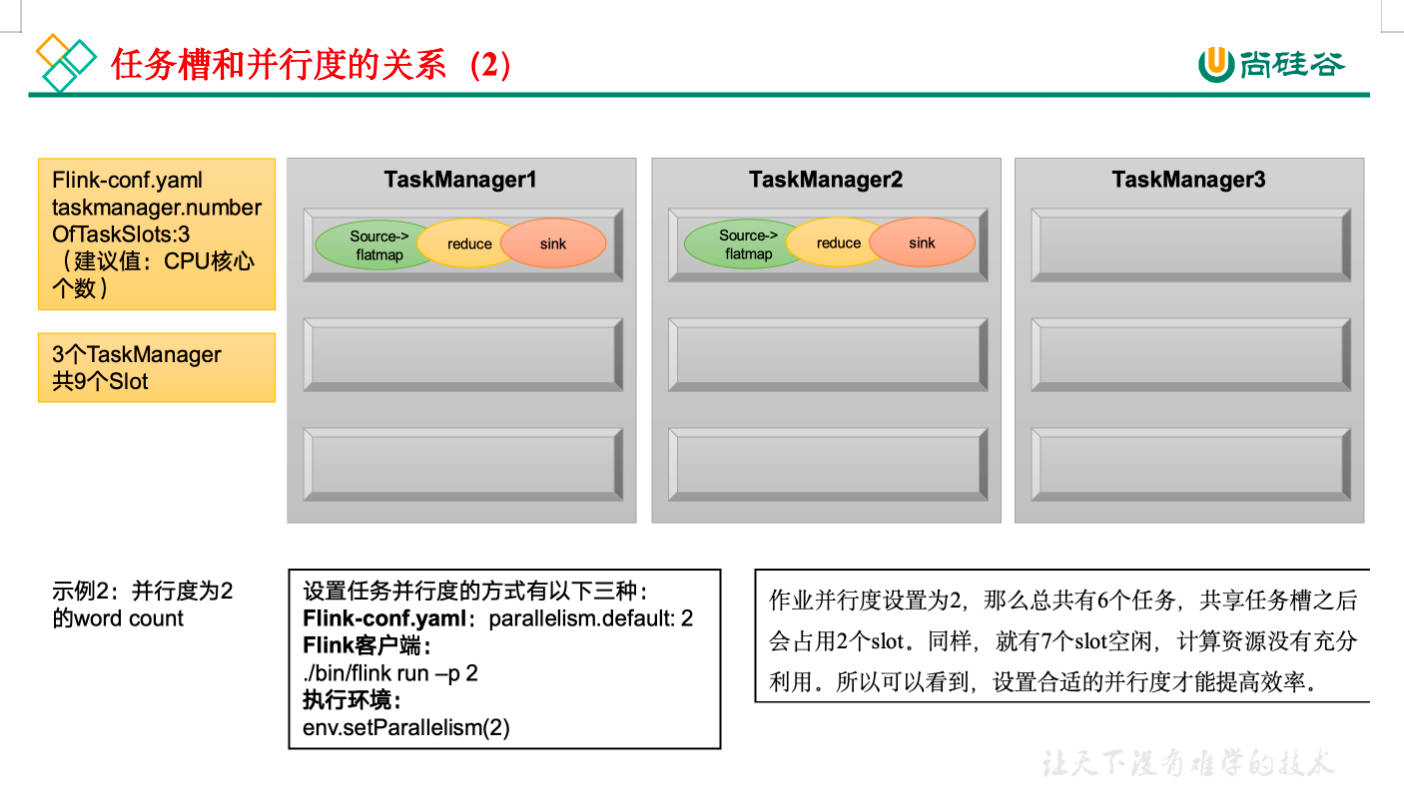 任务槽和并行度的关系（2）
尚硅谷
Flink-conf.yaml
taskmanager.number
OfTaskSlots:3
（建议值：CPU核心
个数）
3个TaskManager
共9个Slot
TaskManager1
Source->
flatmap
reduce
sink
TaskManager2
Source->
flatmap
reduce
sink
TaskManager3
示例2：并行度为2
的word count
设置任务并行度的方式有以下三种：
Flink-conf.yaml：parallelism.default: 2
Flink客户端：
./bin/flink run –p 2
执行环境：
env.setParallelism(2)
作业并行度设置为2，那么总共有6个任务，共享任务槽之后
会占用2个slot。同样，就有7个slot空闲，计算资源没有充分
利用。所以可以看到，设置合适的并行度才能提高效率。
让天下没有难学的技术